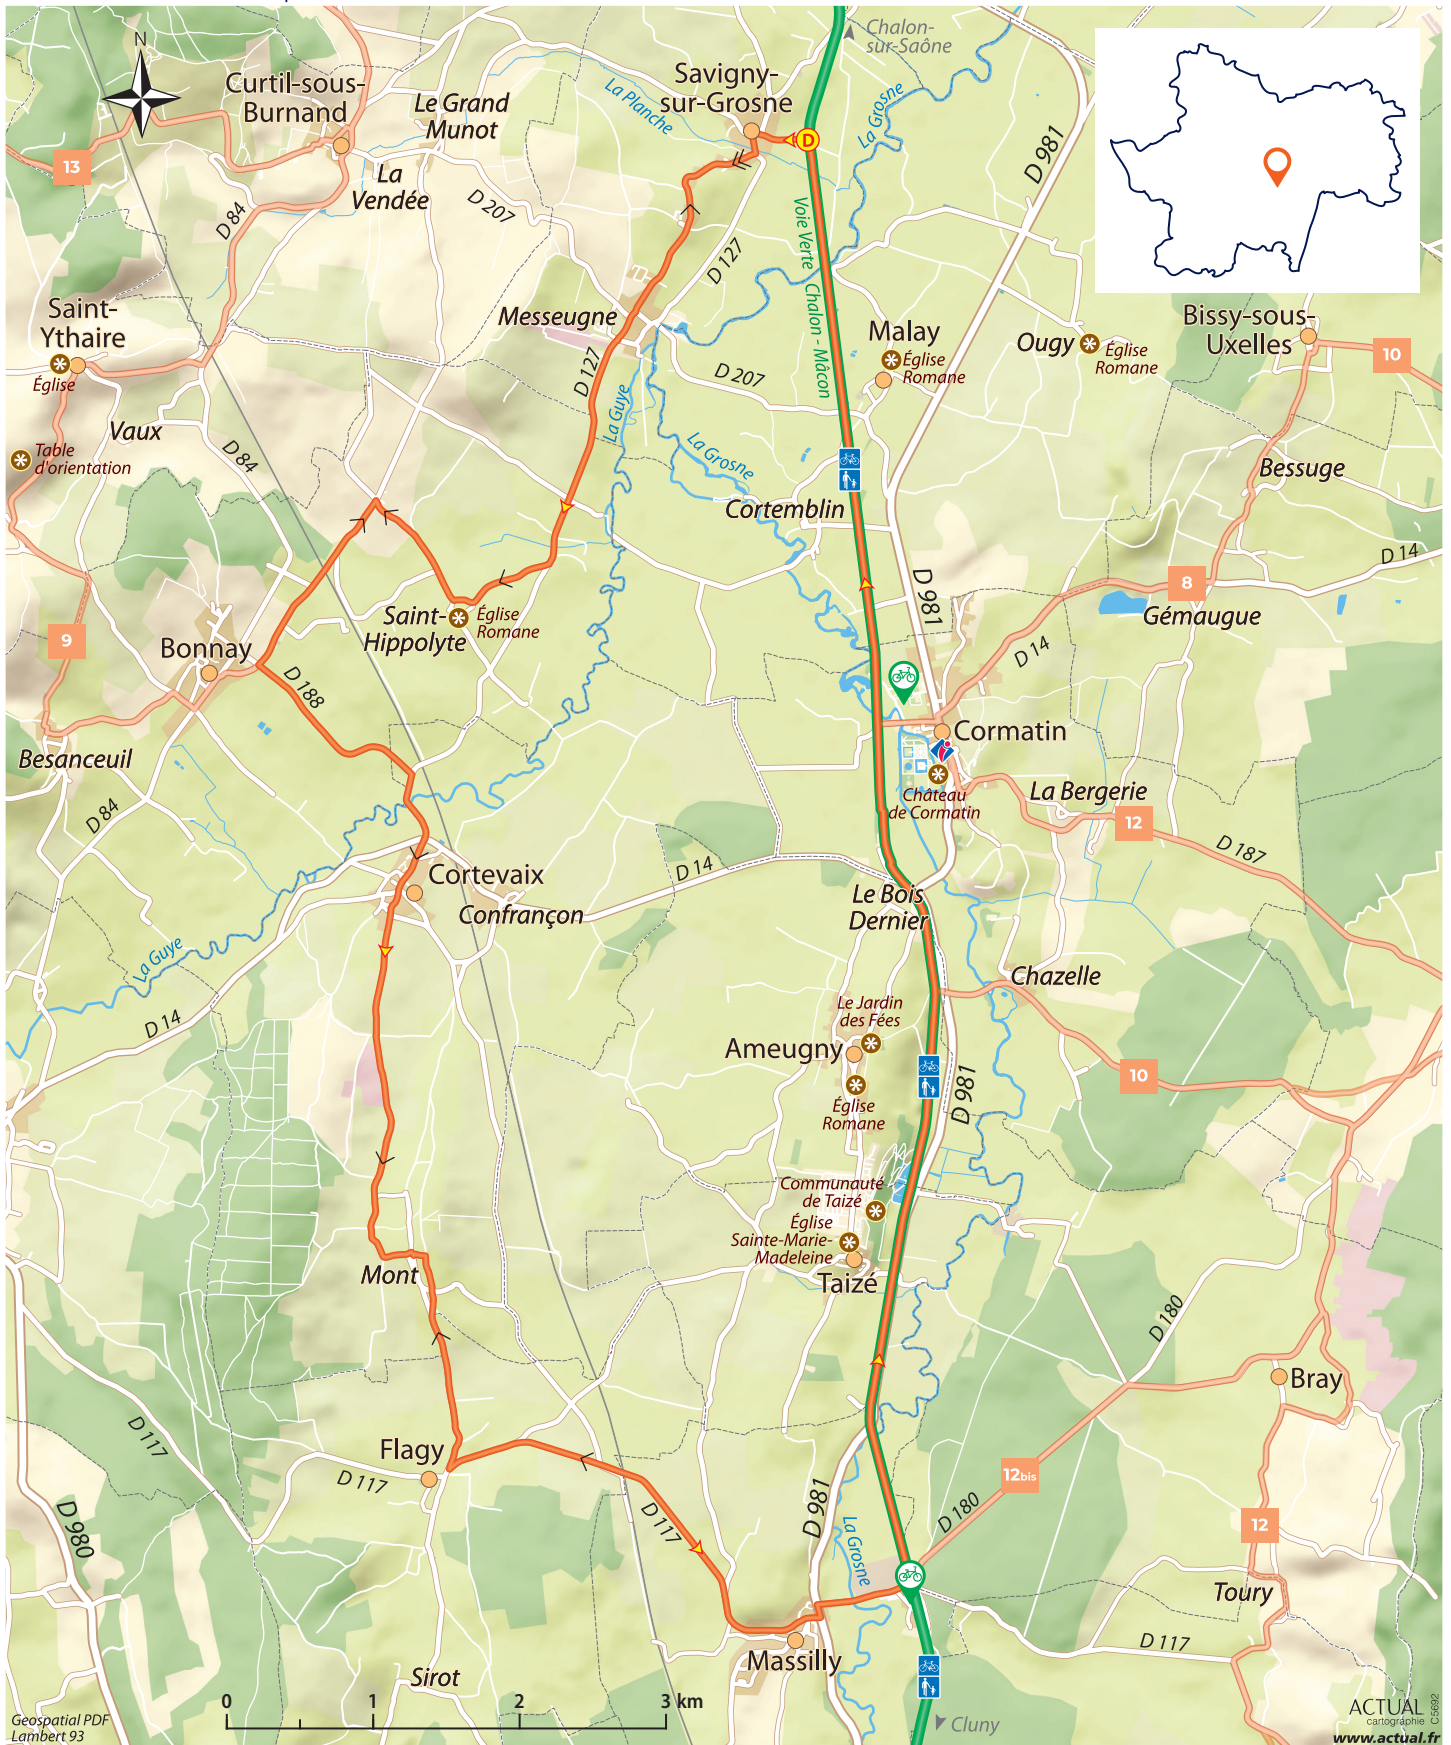 N
Chalon-
sur-Saône
Curtil-sous-
Burnand
Le Grand
Munot
Savigny-
sur-Grosne
La Planche
La Grosne
D
D 981
13
La
Vendée
D 207
D 84
D 127
Voie Verte Chalon - Mâcon
Saint-
Ythaire
Église
Messeugne
D 127
Malay
Église
Romane
Ougy
Église
Romane
Bissy-sous-
Uxelles
10
D 207
La Guye
Vaux
Table
d'orientation
D 84
La Grosne
Cortemblin
Bessuge
D 14
D 981
8
Gémaugue
Saint-
Hippolyte
Église
Romane
9
Bonnay
D 188
D 14
Cormatin
Château
de Cormatin
Besanceuil
D 84
La Bergerie
12
D 187
Cortevaix
Confrançon
D 14
Le Bois
Dernier
La Guye
D 14
Chazelle
Le Jardin
des Fées
Ameugny
Église
Romane
10
D 981
Communauté
de Taizé
Église
Sainte-Marie-
Madeleine
Taizé
Mont
D 180
Bray
D 117
Flagy
D 117
D 117
D 981
12bis
D 180
La Grosne
D 980
12
Toury
D 117
Massilly
Sirot
0 1 2 3 km
Cluny
Geospatial PDF
Lambert 93
ACTUAL
cartographie
C5692
www.actual.fr